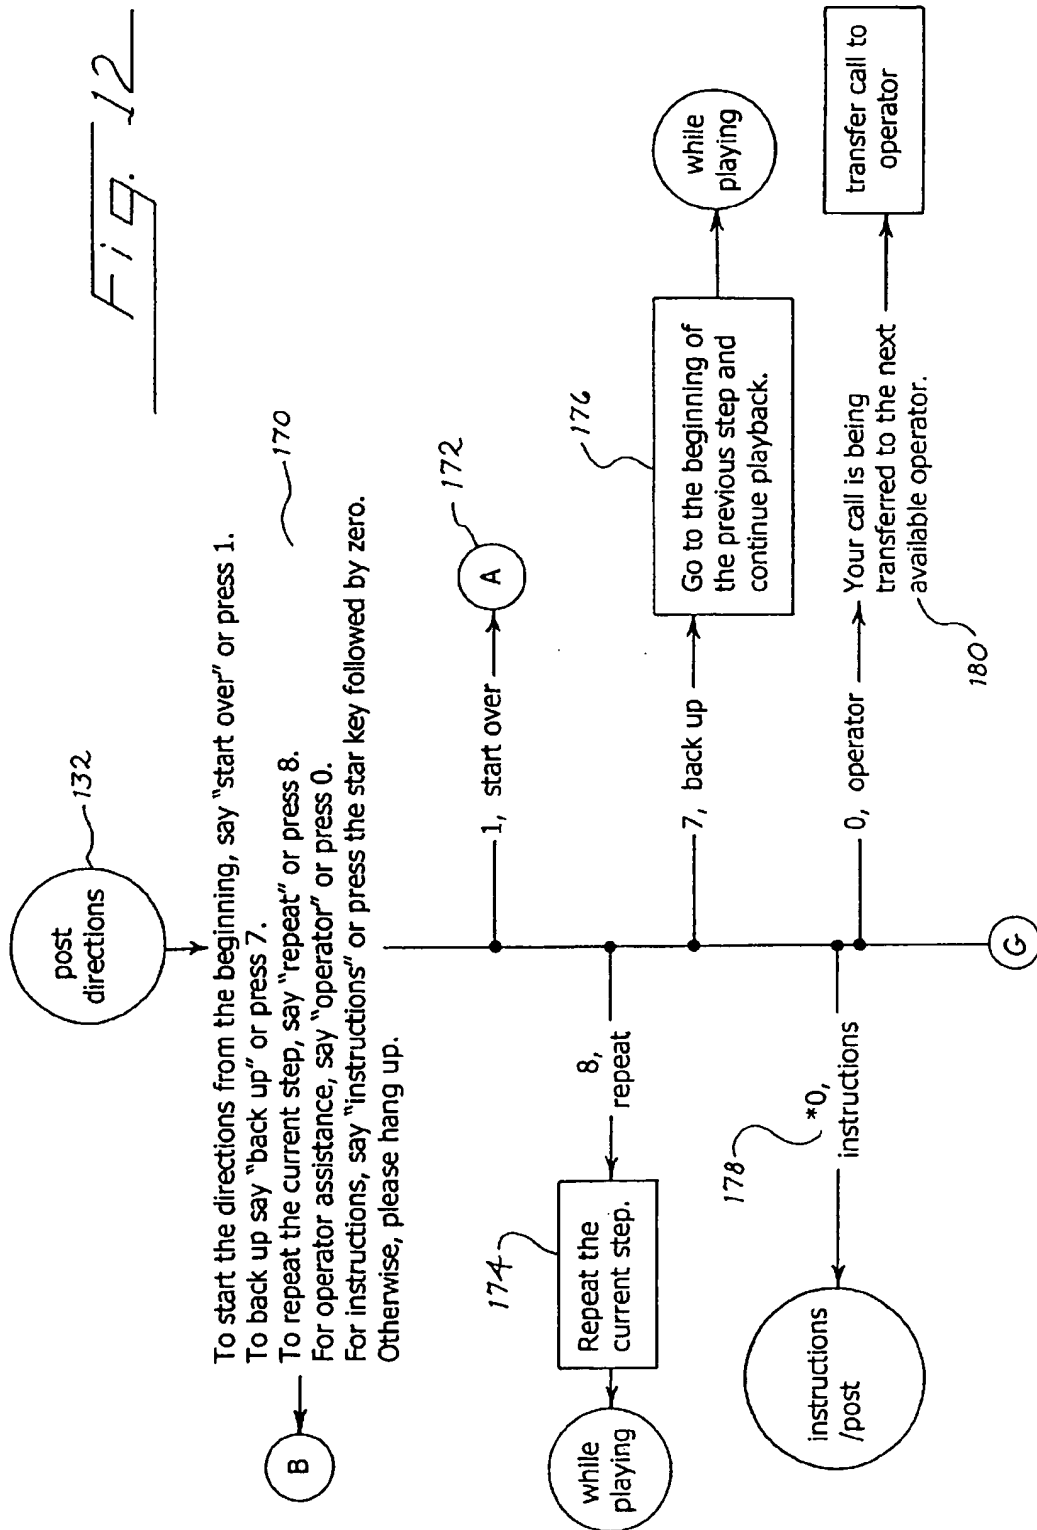 Fig. 12
post
directions
132
To start the directions from the beginning, say "start over" or press 1.
To back up say "back up" or press 7.
To repeat the current step, say "repeat" or press 8.
For operator assistance, say "operator" or press 0.
For instructions, say "instructions" or press the star key followed by zero.
Otherwise, please hang up.
170
B
1, start over
A
172
8,
repeat
Repeat the
current step.
174
while
playing
7, back up
Go to the beginning of
the previous step and
continue playback.
176
while
playing
*0,
instructions
178
instructions
/post
0, operator
Your call is being
transferred to the next
available operator.
180
transfer call to
operator
G